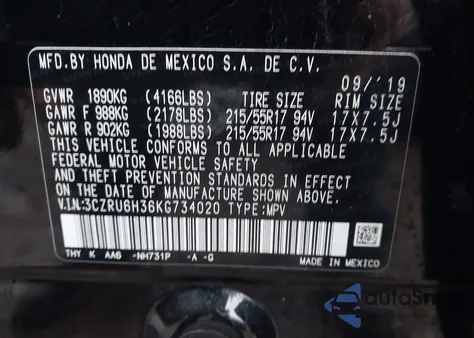 MFD.BY HONDA DE MEXICO S.A. DE C.V.
09/'19
GVWR 1890KG (4166LBS) TIRE SIZE RIM SIZE
GAWR F 988KG (2178LBS) 215/55R17 94V 17X7.5J
GAWR R 902KG (1988LBS) 215/55R17 94V 17X7.5J
THIS VEHICLE CONFORMS TO ALL APPLICABLE
FEDERAL MOTOR VEHICLE SAFETY
AND THEFT PREVENTION STANDARDS IN EFFECT
ON THE DATE OF MANUFACTURE SHOWN ABOVE.
V.I.N:3CZRU6H36KG734020 TYPE:MPV
THY K AA6 -NH731P -A -G MADE IN MEXICO